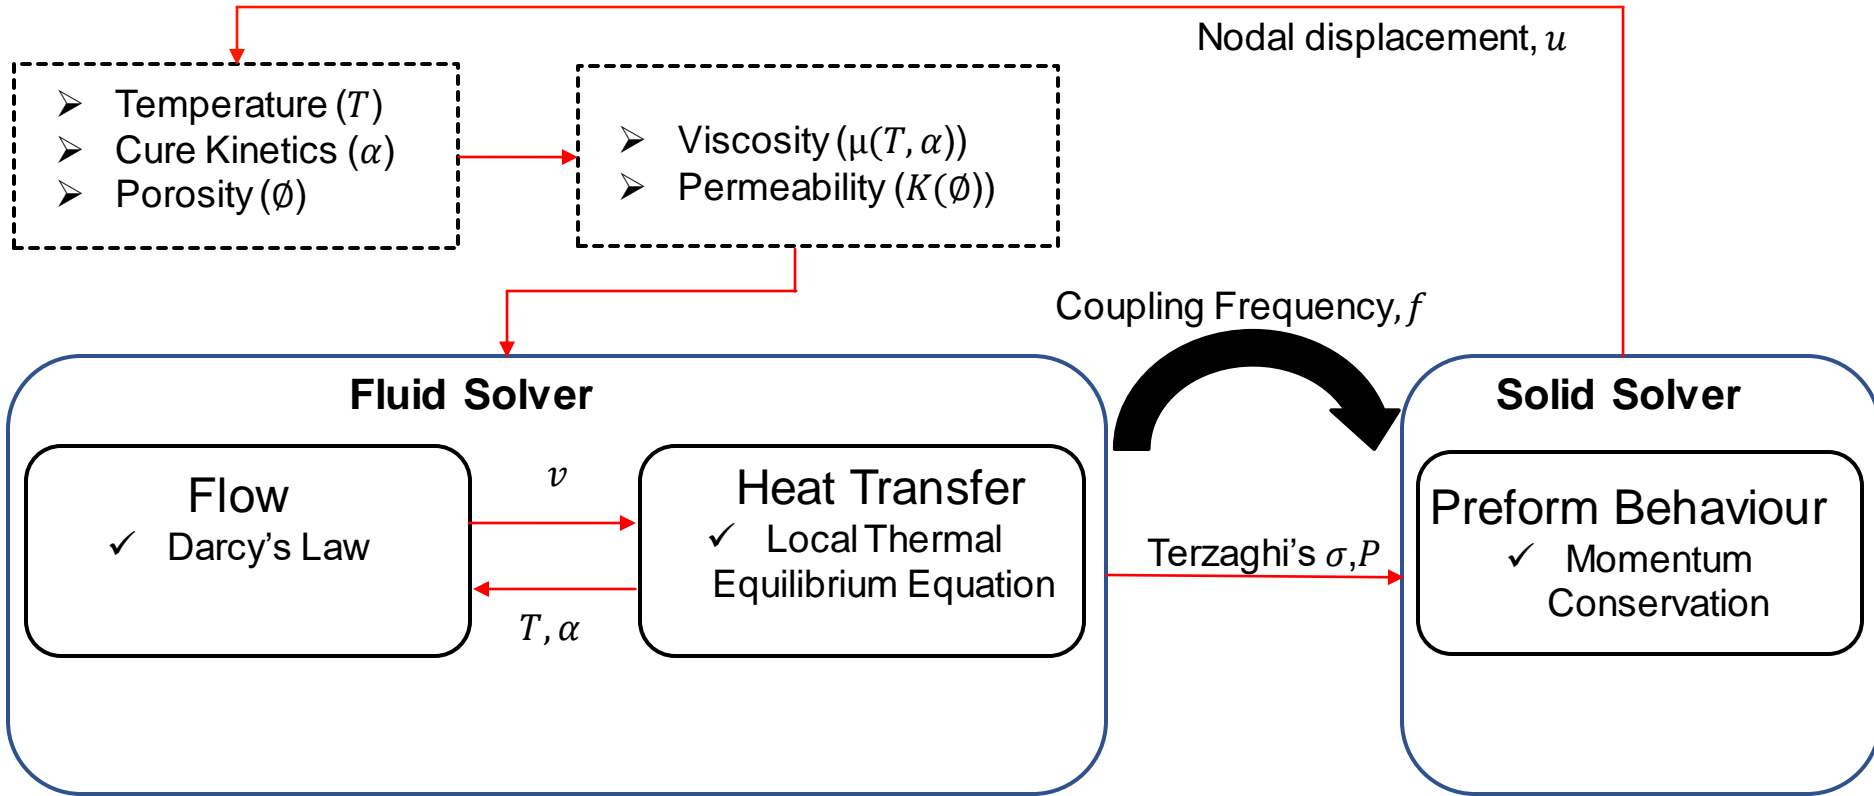 Nodal displacement, u
➢ Temperature (T)
➢ Cure Kinetics (α)
➢ Porosity (∅)
➢ Viscosity (μ(T, α))
➢ Permeability (K(∅))
Coupling Frequency, f
Fluid Solver
Flow
✓ Darcy’s Law
v
T, α
Heat Transfer
✓ Local Thermal
Equilibrium Equation
Terzaghi’s σ,P
Solid Solver
Preform Behaviour
✓ Momentum
Conservation